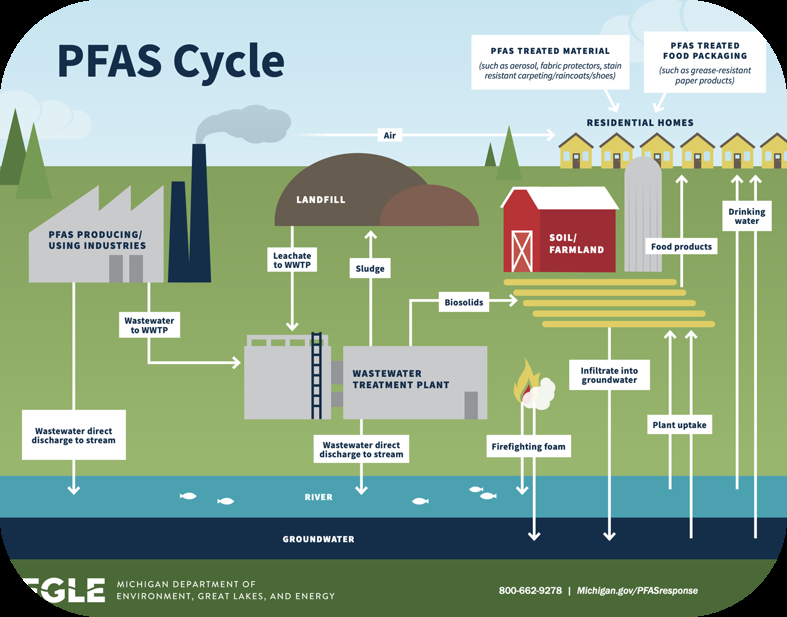 PFAS Cycle
PFAS TREATED MATERIAL
(such as aerosol, fabric protectors, stain
resistant carpeting/raincoats/shoes)
PFAS TREATED
FOOD PACKAGING
(such as grease-resistant
paper products)
RESIDENTIAL HOMES
Air
LANDFILL
PFAS PRODUCING/
USING INDUSTRIES
SOIL/
FARMLAND
Drinking
water
Food products
Leachate
to WWTP
Sludge
Biosolids
Wastewater
to WWTP
WASTEWATER
TREATMENT PLANT
Infiltrate into
groundwater
Plant uptake
Wastewater direct
discharge to stream
Wastewater direct
discharge to stream
Firefighting foam
RIVER
GROUNDWATER
EGLE
MICHIGAN DEPARTMENT OF
ENVIRONMENT, GREAT LAKES, AND ENERGY
800-662-9278 | Michigan.gov/PFASresponse